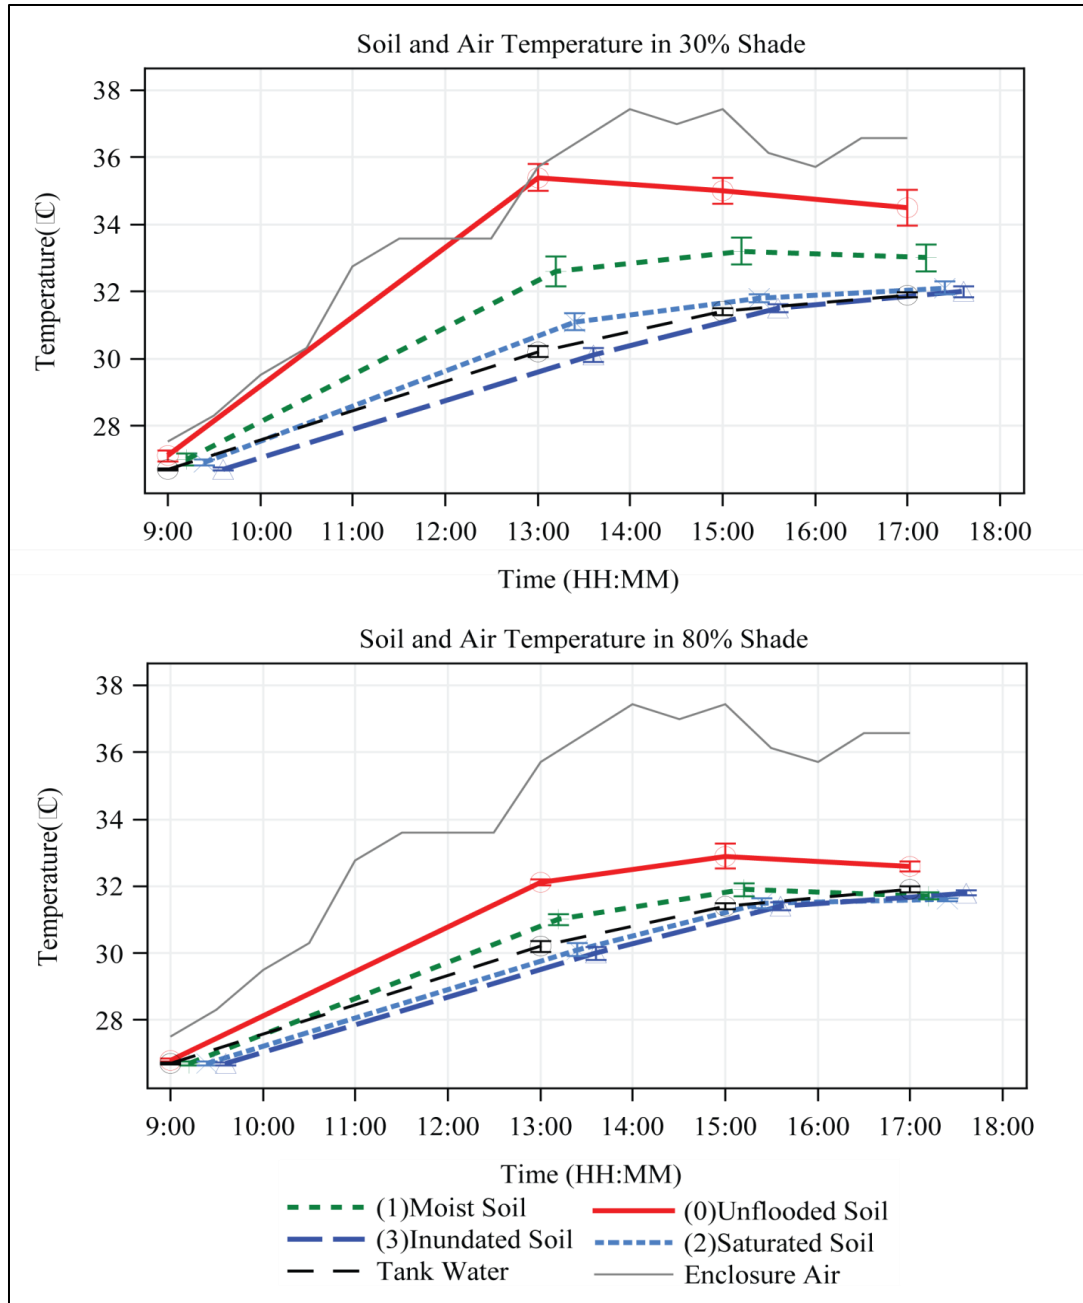 Soil and Air Temperature in 30% Shade
38
36
34
32
30
28
Temperature(□C)
9:00 10:00 11:00 12:00 13:00 14:00 15:00 16:00 17:00 18:00
Time (HH:MM)
Soil and Air Temperature in 80% Shade
38
36
34
32
30
28
Temperature(□C)
9:00 10:00 11:00 12:00 13:00 14:00 15:00 16:00 17:00 18:00
Time (HH:MM)
(1)Moist Soil (0)Unflooded Soil
(3)Inundated Soil (2)Saturated Soil
Tank Water Enclosure Air